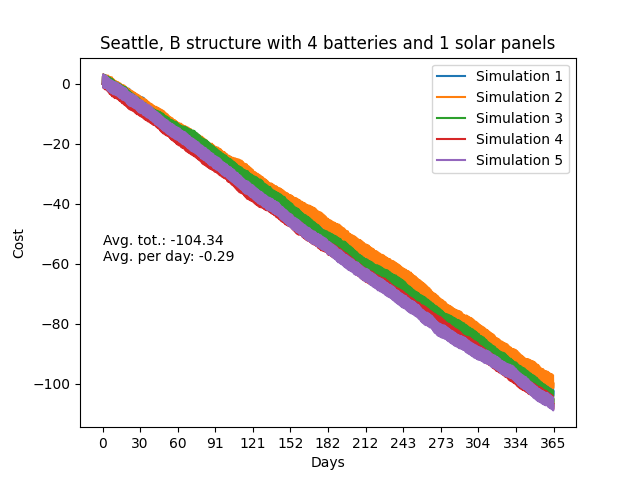 Seattle, B structure with 4 batteries and 1 solar panels
Simulation 1
Simulation 2
Simulation 3
Simulation 4
Simulation 5
0
−20
−40
−60
−80
−100
Cost
Avg. tot.: -104.34
Avg. per day: -0.29
0 30 60 91 121 152 182 212 243 273 304 334 365
Days